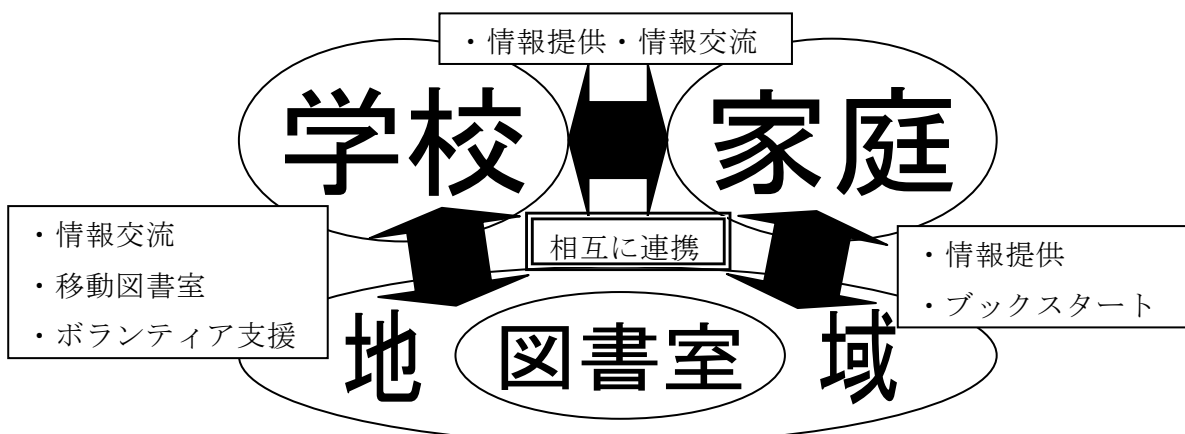 ・情報提供・情報交流
学校
家庭
相互に連携
・情報交流
・移動図書室
・ボランティア支援
・情報提供
・ブックスタート
地域
図書室